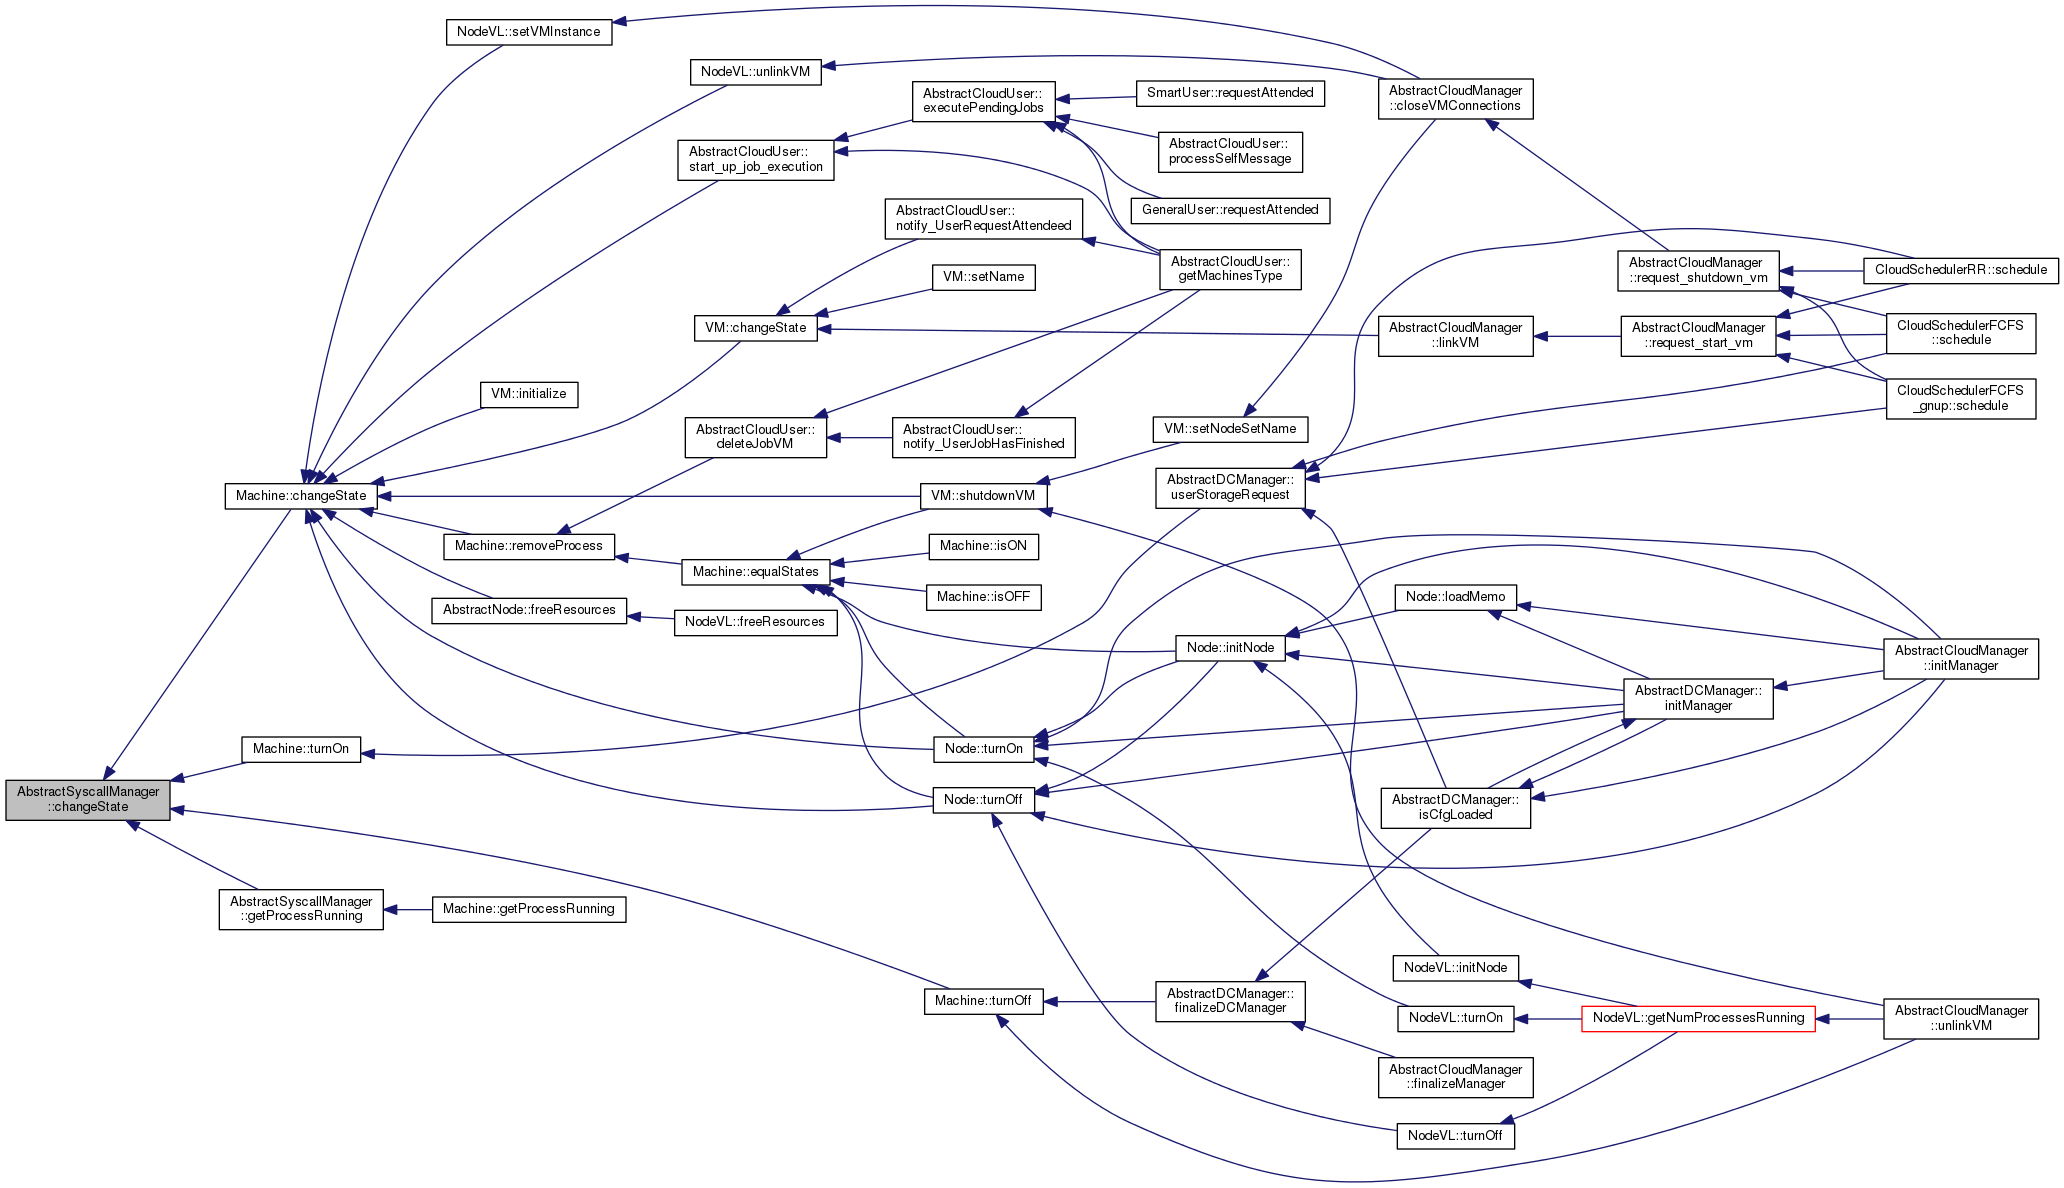 NodeVL::setVMInstance
NodeVL::unlinkVM
AbstractCloudUser::
executePendingJobs
SmartUser::requestAttended
AbstractCloudManager
::closeVMConnections
AbstractCloudUser::
start_up_job_execution
AbstractCloudUser::
processSelfMessage
GeneralUser::requestAttended
AbstractCloudUser::
notify_UserRequestAttendeed
AbstractCloudUser::
getMachinesType
VM::setName
AbstractCloudManager
::request_shutdown_vm
CloudSchedulerRR::schedule
VM::changeState
AbstractCloudManager
::linkVM
AbstractCloudManager
::request_start_vm
CloudSchedulerFCFS
::schedule
VM::initialize
CloudSchedulerFCFS
_gnup::schedule
AbstractCloudUser::
deleteJobVM
AbstractCloudUser::
notify_UserJobHasFinished
VM::setNodeSetName
Machine::changeState
VM::shutdownVM
AbstractDCManager::
userStorageRequest
Machine::removeProcess
Machine::isON
Machine::equalStates
Machine::isOFF
Node::loadMemo
AbstractNode::freeResources
NodeVL::freeResources
Node::initNode
AbstractCloudManager
::initManager
AbstractDCManager::
initManager
Machine::turnOn
Node::turnOn
AbstractSyscallManager
::changeState
Node::turnOff
AbstractDCManager::
isCfgLoaded
AbstractSyscallManager
::getProcessRunning
Machine::getProcessRunning
NodeVL::initNode
Machine::turnOff
AbstractDCManager::
finalizeDCManager
NodeVL::turnOn
NodeVL::getNumProcessesRunning
AbstractCloudManager
::unlinkVM
AbstractCloudManager
::finalizeManager
NodeVL::turnOff